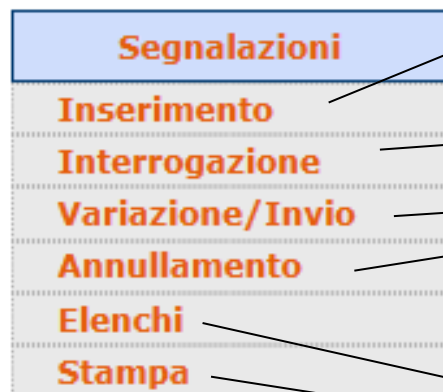 Segnalazioni
Inserimento
Interrogazione
Variazione/Invio
Annullamento
Elenchi
Stampa